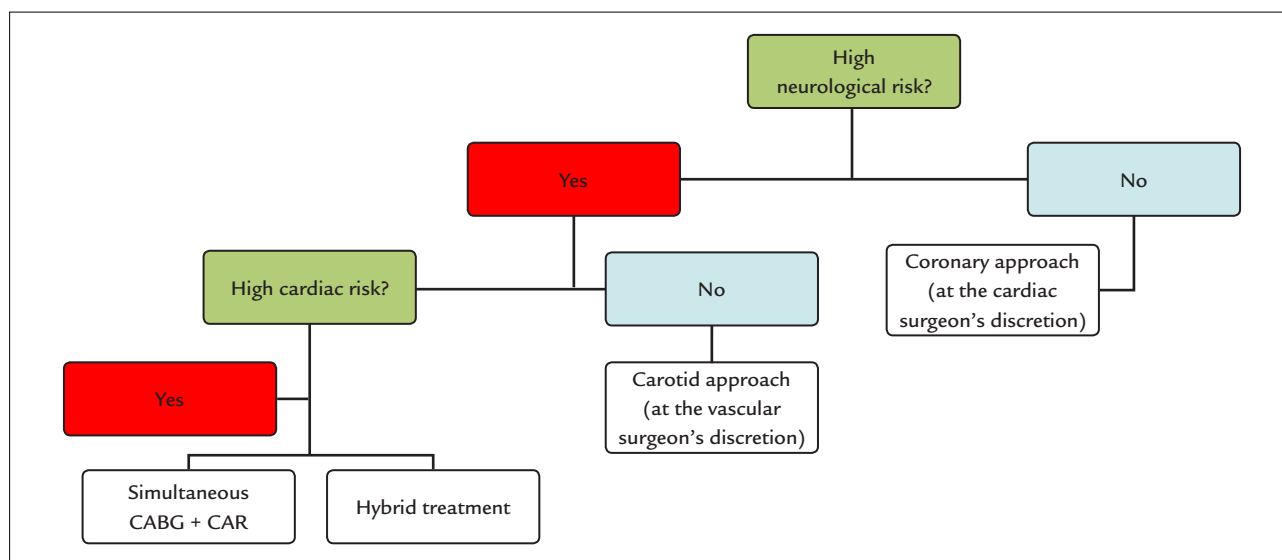 High
neurological risk?
Yes
No
High cardiac risk?
No
Coronary approach
(at the cardiac
surgeon's discretion)
Yes
Carotid approach
(at the vascular
surgeon's discretion)
Simultaneous
CABG + CAR
Hybrid treatment